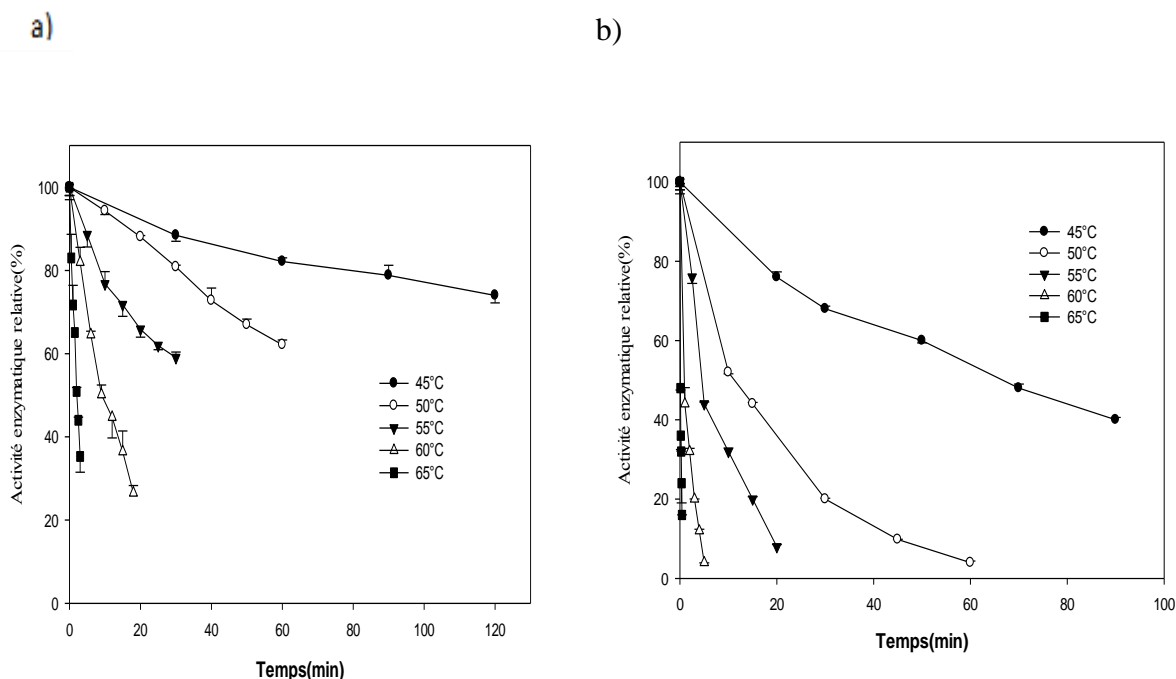 a)
b)
Activité enzymatique relative(%)
100
80
60
40
20
0
45°C
50°C
55°C
60°C
65°C
0 20 40 60 80 100 120
Temps(min)
Activité enzymatique relative(%)
100
80
60
40
20
0
45°C
50°C
55°C
60°C
65°C
0 20 40 60 80 100
Temps(min)